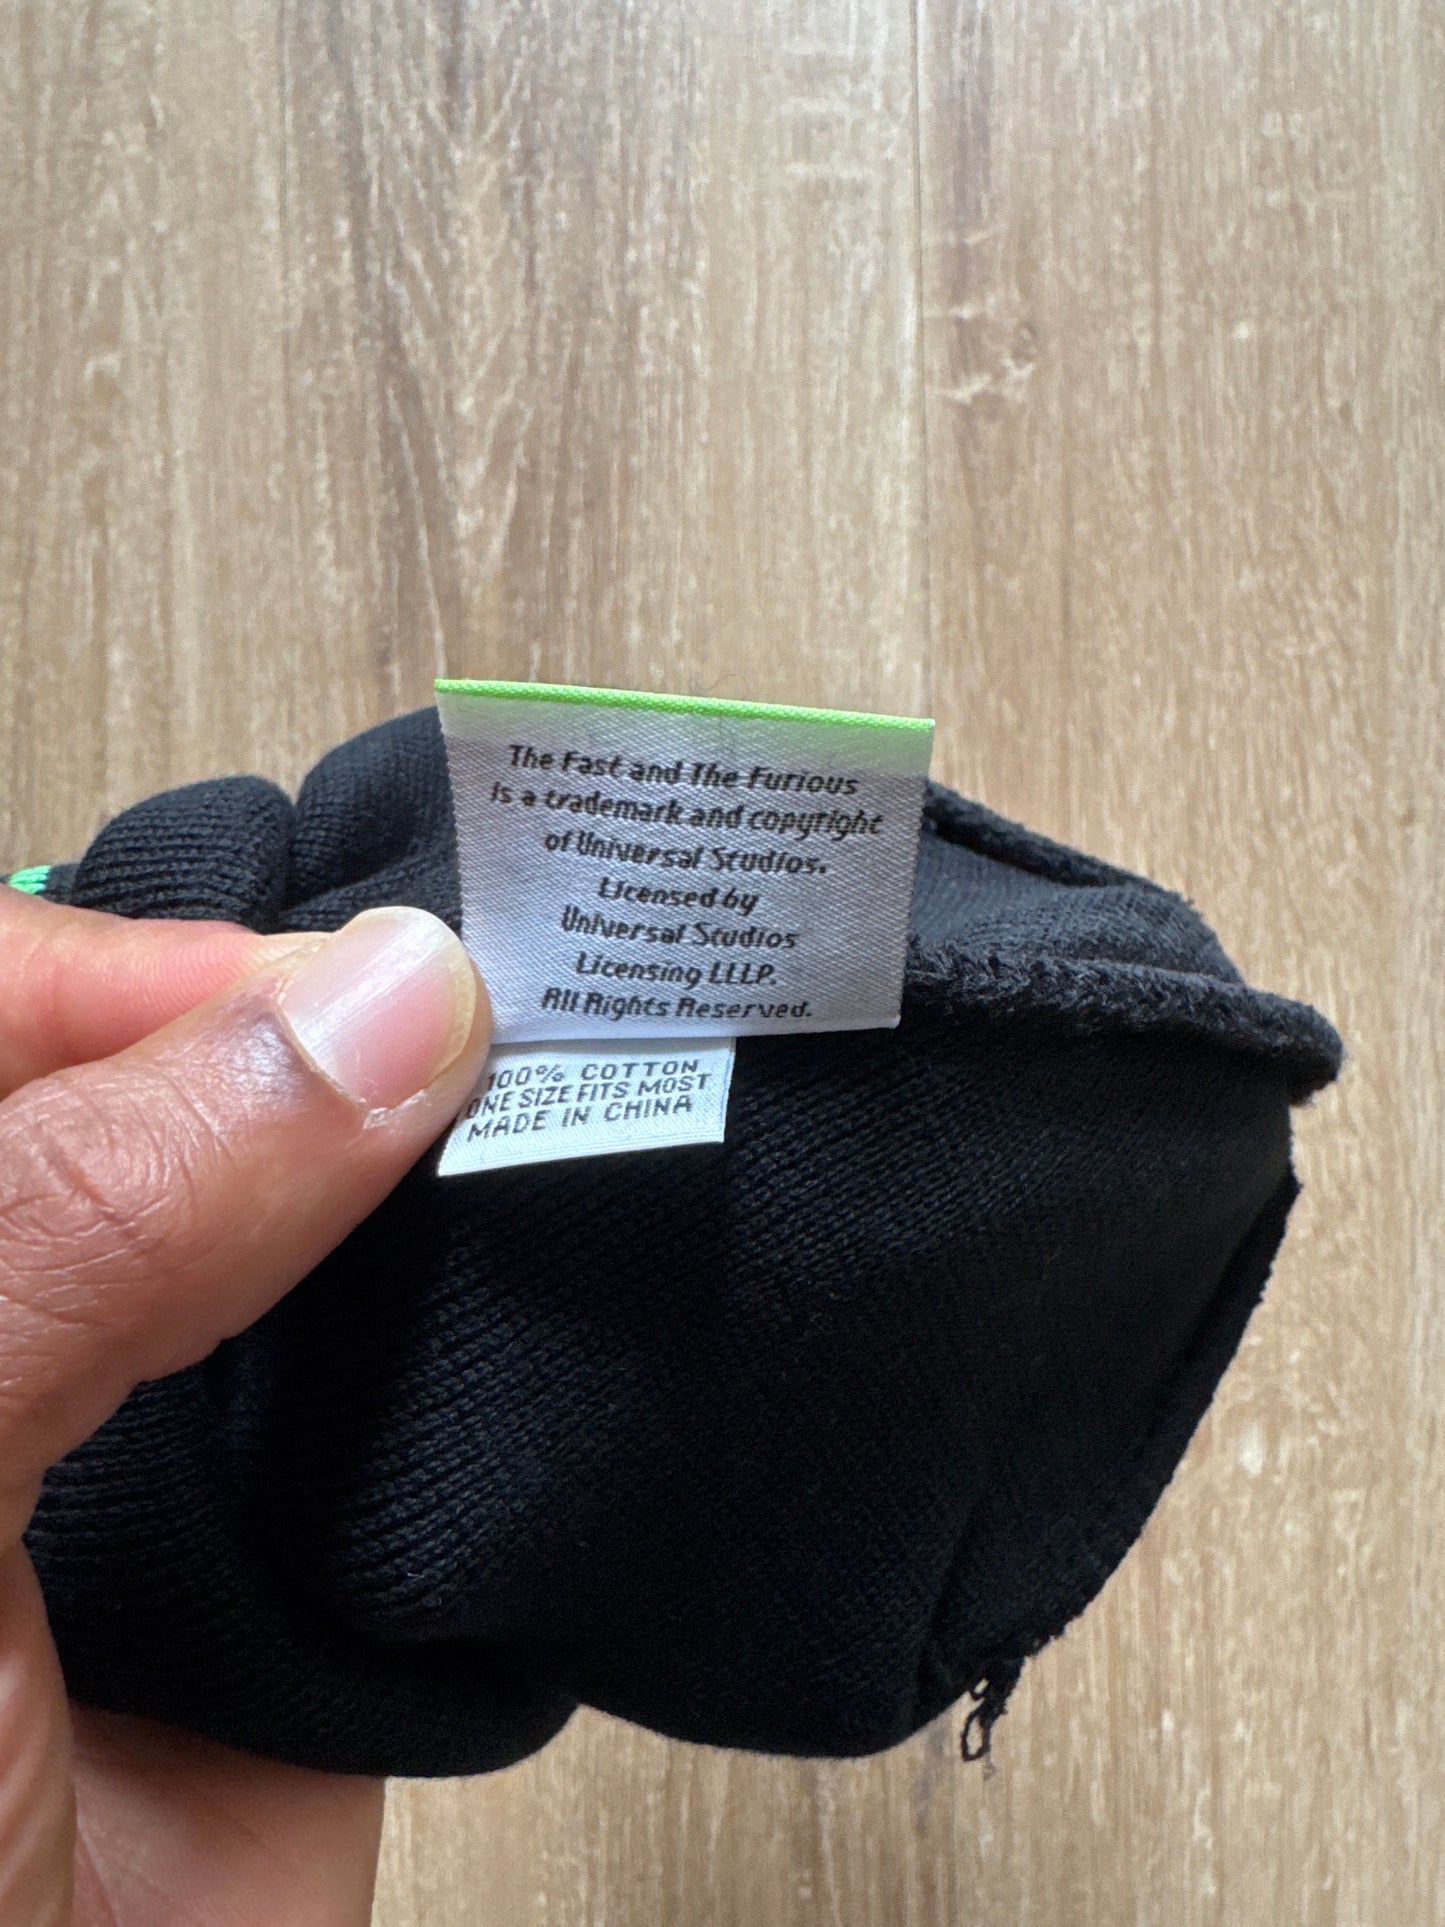 The Fast and The Furious
is a trademark and copyright
of Universal Studios.
Licensed by
Universal Studios
Licensing LLLP.
All Rights Reserved.
100% COTTON
ONE SIZE FITS MOST
MADE IN CHINA